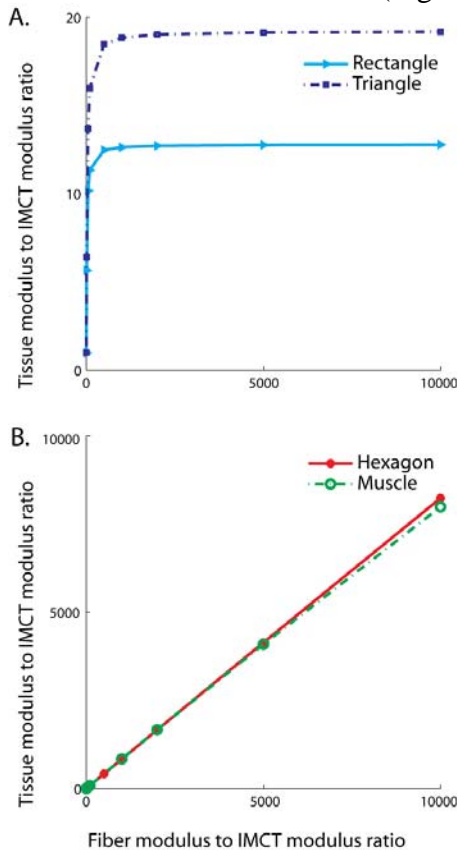 A.
20
Rectangle
Triangle
10
0
Tissue modulus to IMCT modulus ratio
0
5000
10000
B.
10000
Hexagon
Muscle
5000
0
Tissue modulus to IMCT modulus ratio
0
5000
10000
Fiber modulus to IMCT modulus ratio